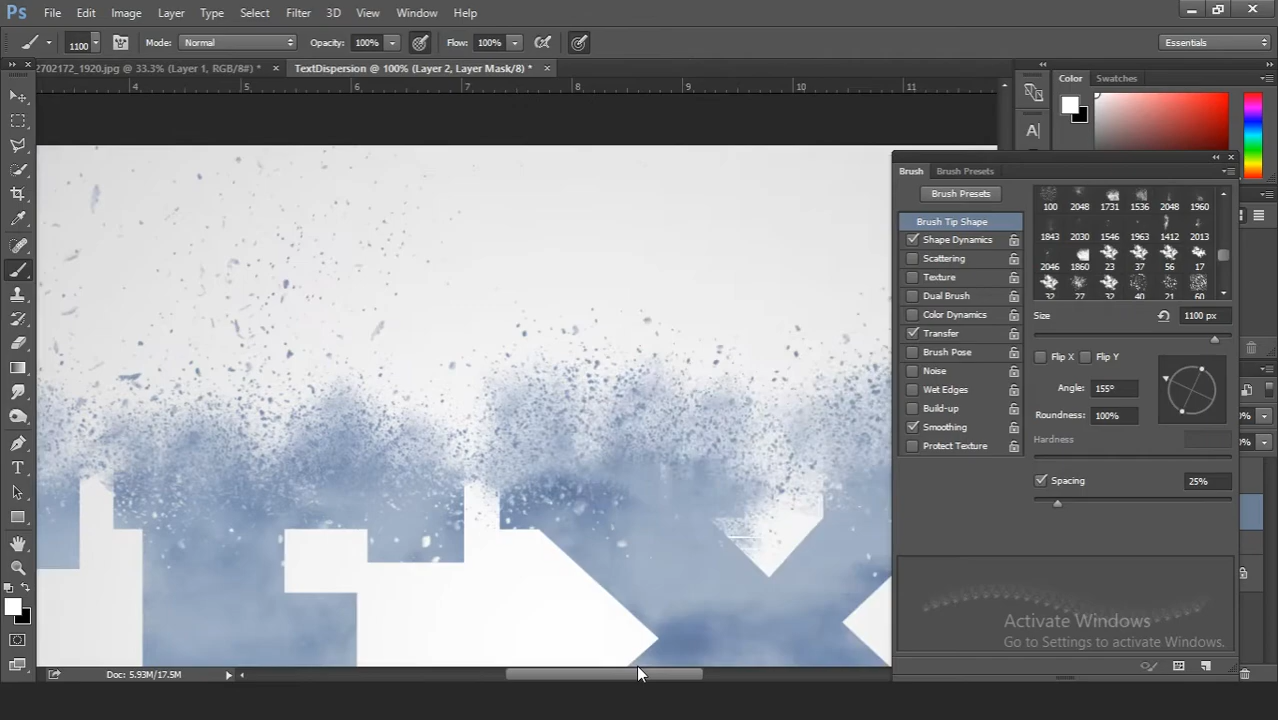 Ps File Edit Image Layer Type Select Filter 3D View Window Help
1100 Mode: Normal Opacity: 100% Flow: 100% Essentials
2702172_1920.jpg @ 33.3% (Layer 1, RGB/8#) * × TextDispersion @ 100% (Layer 2, Layer Mask/8) * ×
Color Swatches
4 5 6 7 8 9 10 11
A
Brush Brush Presets
Brush Presets
100 2048 1731 1536 2048 1960
Brush Tip Shape
1843 2030 1546 1963 1412 2013
Shape Dynamics
Scattering
2046 1860 23 37 56 17
Texture
32 27 32 40 21 60
Dual Brush
Color Dynamics
Size 1100 px
Transfer
Brush Pose
Flip X Flip Y
Noise
Wet Edges
Angle: 155°
Build-up
Roundness: 100%
Smoothing
Hardness
Protect Texture
Spacing 25%
T
Activate Windows
Go to Settings to activate Windows.
Doc: 5.93M/17.5M